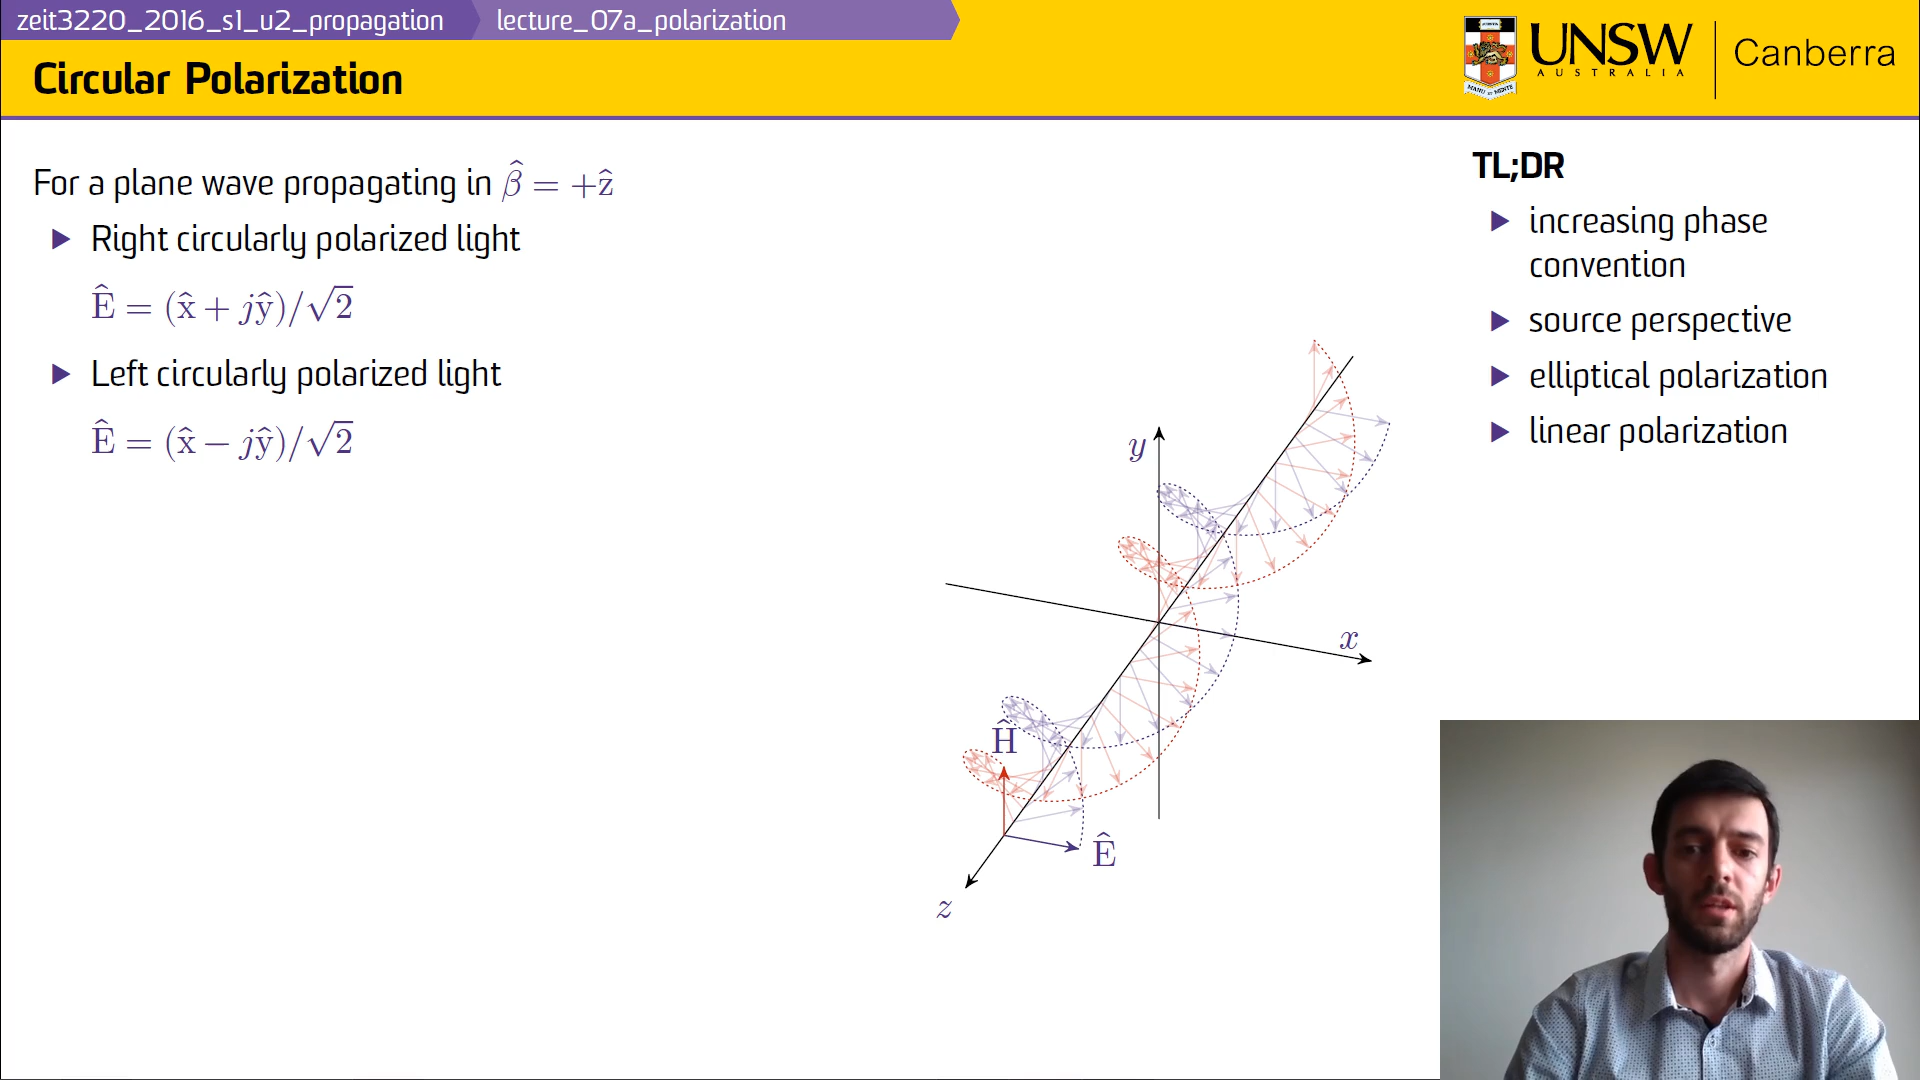 zeit3220_2016_s1_u2_propagation lecture_07a_polarization
Circular Polarization
UNSW
AUSTRALIA
Canberra
For a plane wave propagating in β̂ = +ẑ
Right circularly polarized light
Ê = (x̂ + jŷ)/√2
Left circularly polarized light
Ê = (x̂ − jŷ)/√2
y
x
Ĥ
Ê
z
TL;DR
increasing phase
convention
source perspective
elliptical polarization
linear polarization